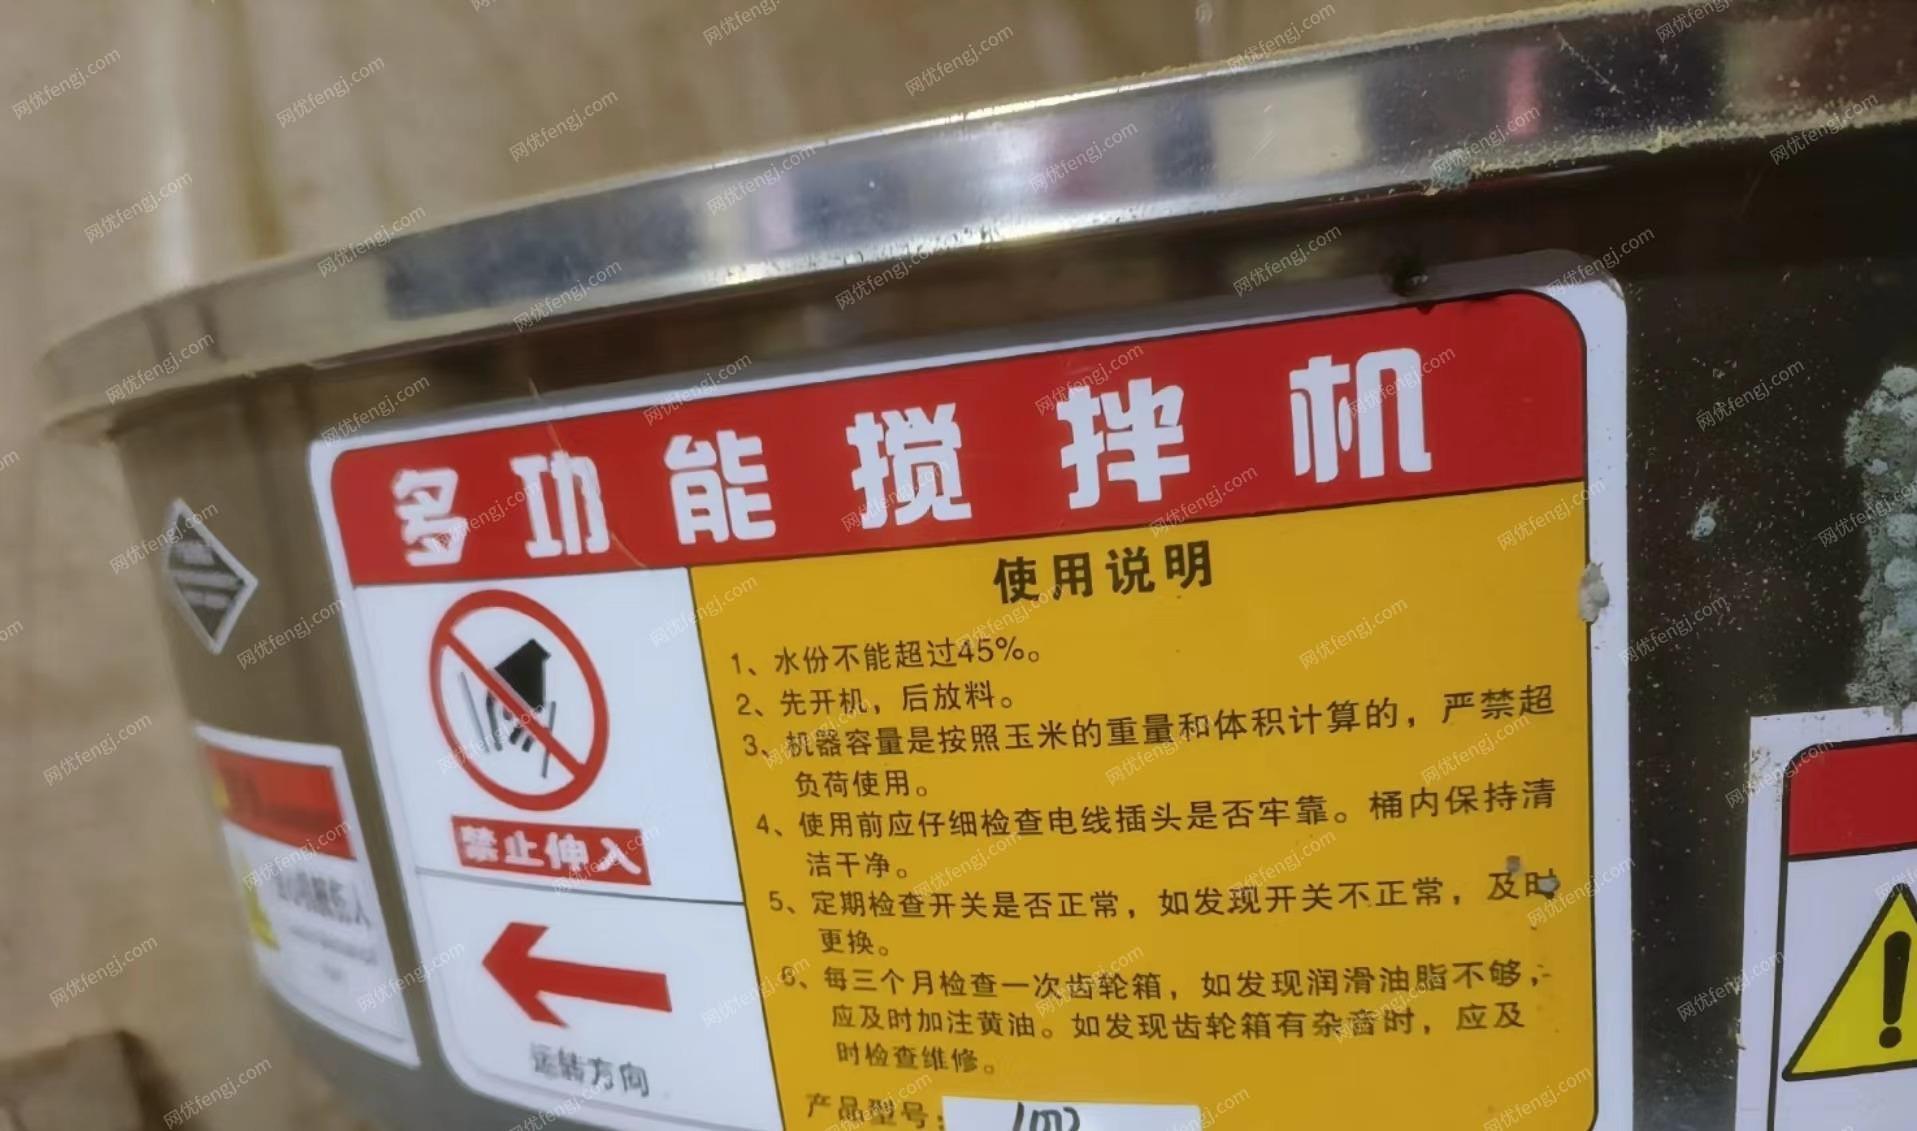 多功能搅拌机
使用说明
1、水份不能超过45%。
2、先开机，后放料。
3、机器容量是按照玉米的重量和体积计算的，严禁超
负荷使用。
4、使用前应仔细检查电线插头是否牢靠。桶内保持清
洁干净。
5、定期检查开关是否正常，如发现开关不正常，及时
更换。
6、每三个月检查一次齿轮箱，如发现润滑油脂不够，
应及时加注黄油。如发现齿轮箱有杂音时，应及
时检查维修。
产品型号：
禁止伸入
运转方向
网优fengj.com